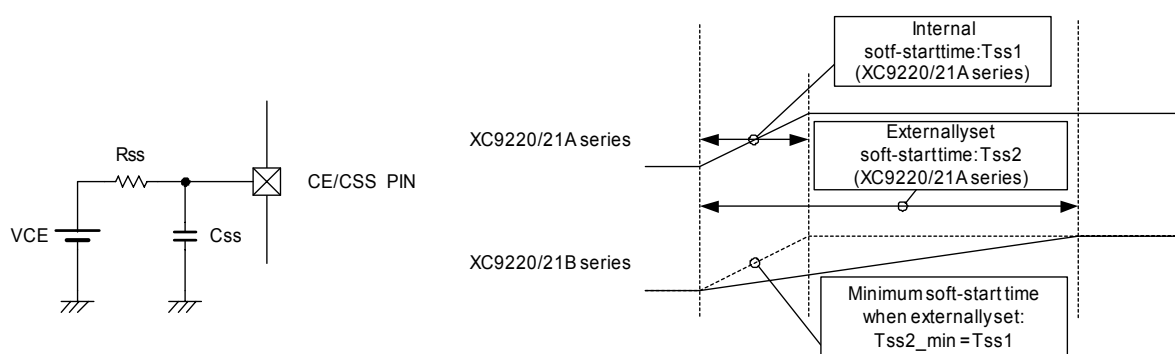 Rss
CE/CSS PIN
VCE
Css
Internal
sotf-starttime:Tss1
(XC9220/21A series)
XC9220/21A series
Externallyset
soft-starttime:Tss2
(XC9220/21A series)
XC9220/21B series
Minimum soft-start time
when externallyset:
Tss2_min =Tss1